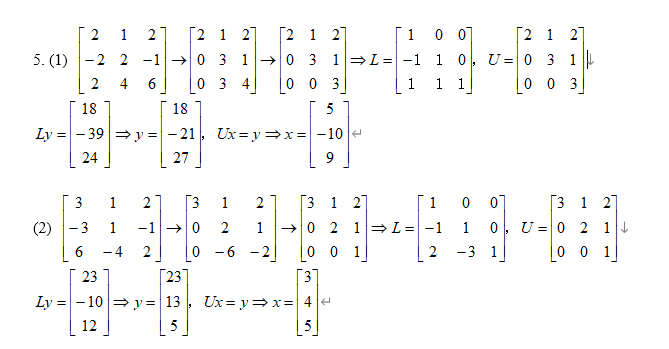 5. (1) [2 1 2; -2 2 -1; 2 4 6] → [2 1 2; 0 3 1; 0 3 4] → [2 1 2; 0 3 1; 0 0 3] ⇒ L = [1 0 0; -1 1 0; 1 1 1], U = [2 1 2; 0 3 1; 0 0 3] ↓
Ly = [18; -39; 24] ⇒ y = [18; -21; 27], Ux = y ⇒ x = [5; -10; 9] ↵
(2) [3 1 2; -3 1 -1; 6 -4 2] → [3 1 2; 0 2 1; 0 -6 -2] → [3 1 2; 0 2 1; 0 0 1] ⇒ L = [1 0 0; -1 1 0; 2 -3 1], U = [3 1 2; 0 2 1; 0 0 1] ↓
Ly = [23; -10; 12] ⇒ y = [23; 13; 5], Ux = y ⇒ x = [3; 4; 5] ↵